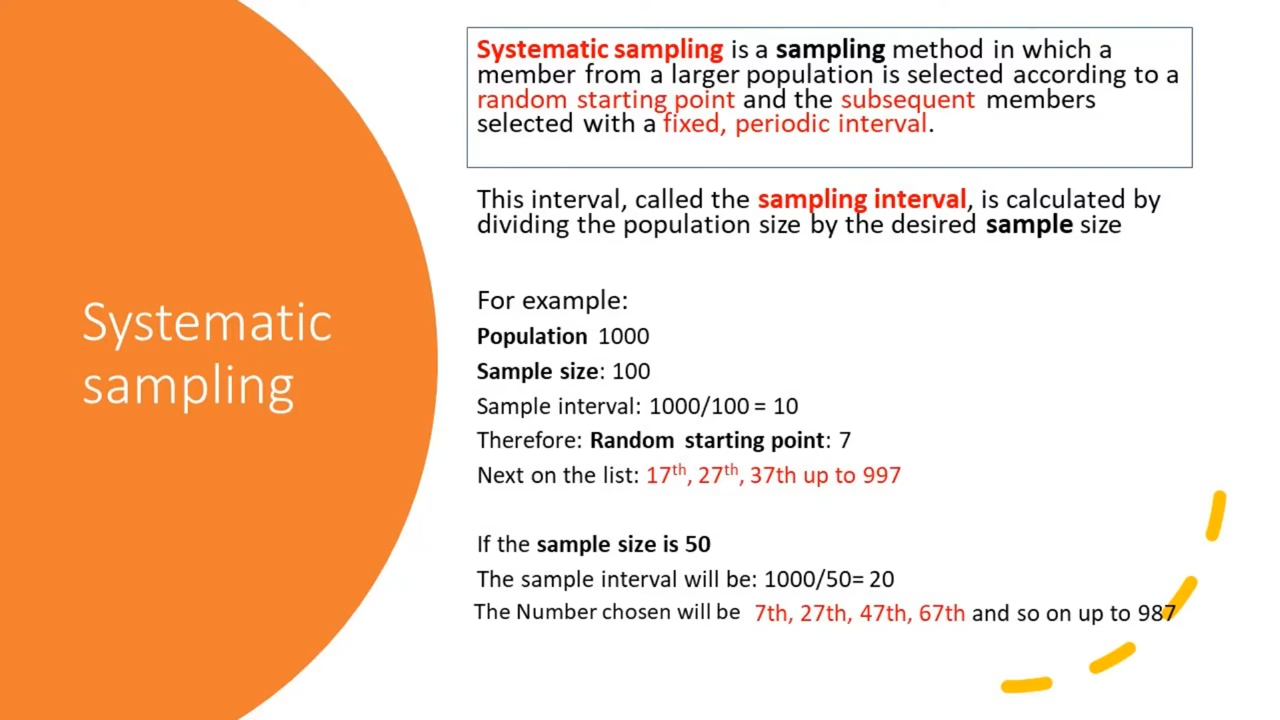 Systematic
sampling
Systematic sampling is a sampling method in which a
member from a larger population is selected according to a
random starting point and the subsequent members
selected with a fixed, periodic interval.
This interval, called the sampling interval, is calculated by
dividing the population size by the desired sample size
For example:
Population 1000
Sample size: 100
Sample interval: 1000/100 = 10
Therefore: Random starting point: 7
Next on the list: 17th, 27th, 37th up to 997
If the sample size is 50
The sample interval will be: 1000/50= 20
The Number chosen will be 7th, 27th, 47th, 67th and so on up to 987